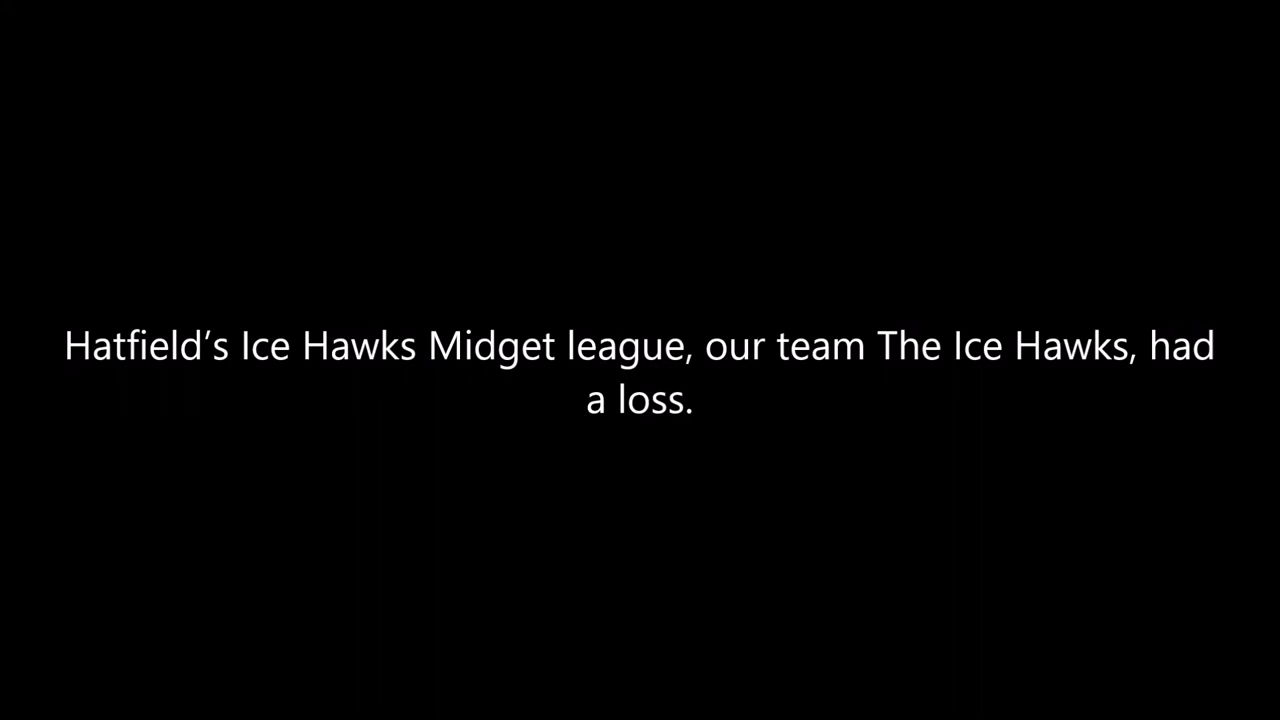 Hatfield’s Ice Hawks Midget league, our team The Ice Hawks, had
a loss.